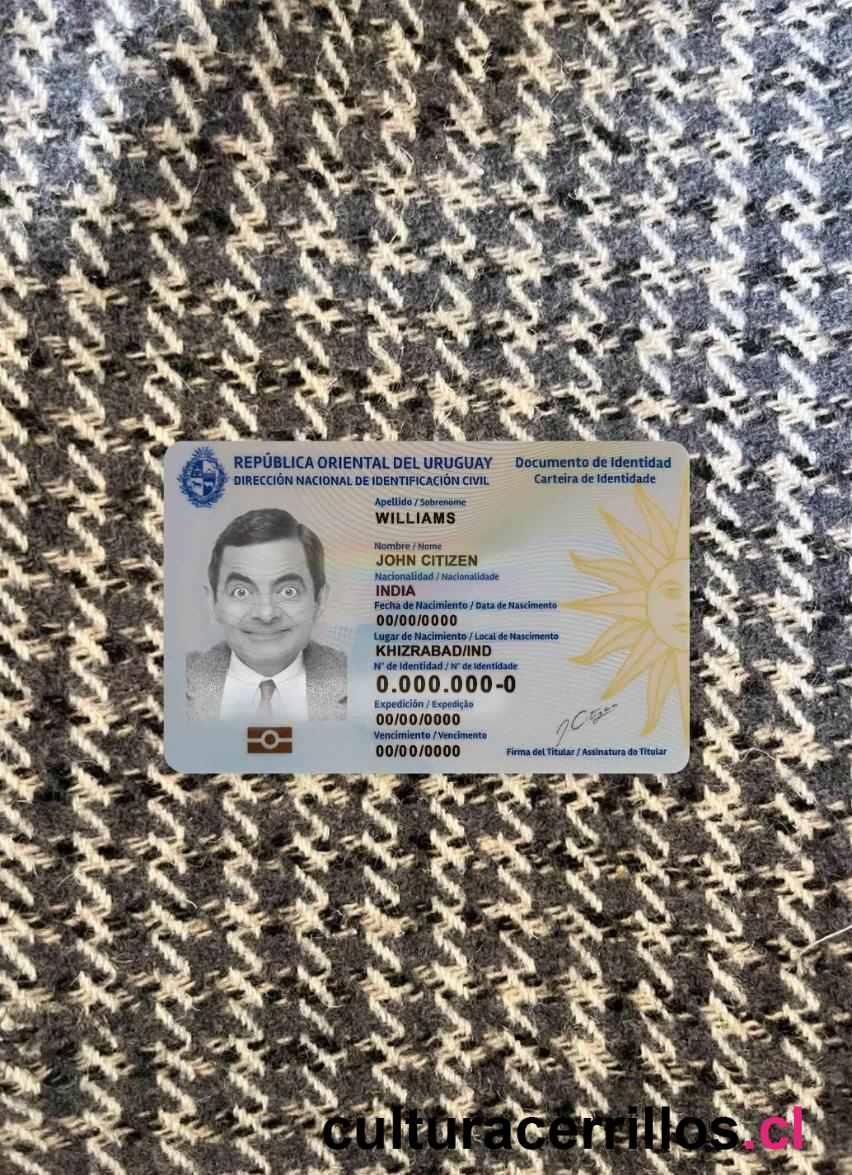 REPÚBLICA ORIENTAL DEL URUGUAY
DIRECCIÓN NACIONAL DE IDENTIFICACIÓN CIVIL
Documento de Identidad
Carteira de Identidade
Apellido / Sobrenome
WILLIAMS
Nombre / Nome
JOHN CITIZEN
Nacionalidad / Nacionalidade
INDIA
Fecha de Nacimiento / Data de Nascimento
00/00/0000
Lugar de Nacimiento / Local de Nascimento
KHIZRABAD/IND
N° de Identidad / N° de Identidade
0.000.000-0
Expedición / Expedição
00/00/0000
Vencimiento / Vencimento
00/00/0000
J Citizen
Firma del Titular / Assinatura do Titular
culturacerrillos.cl